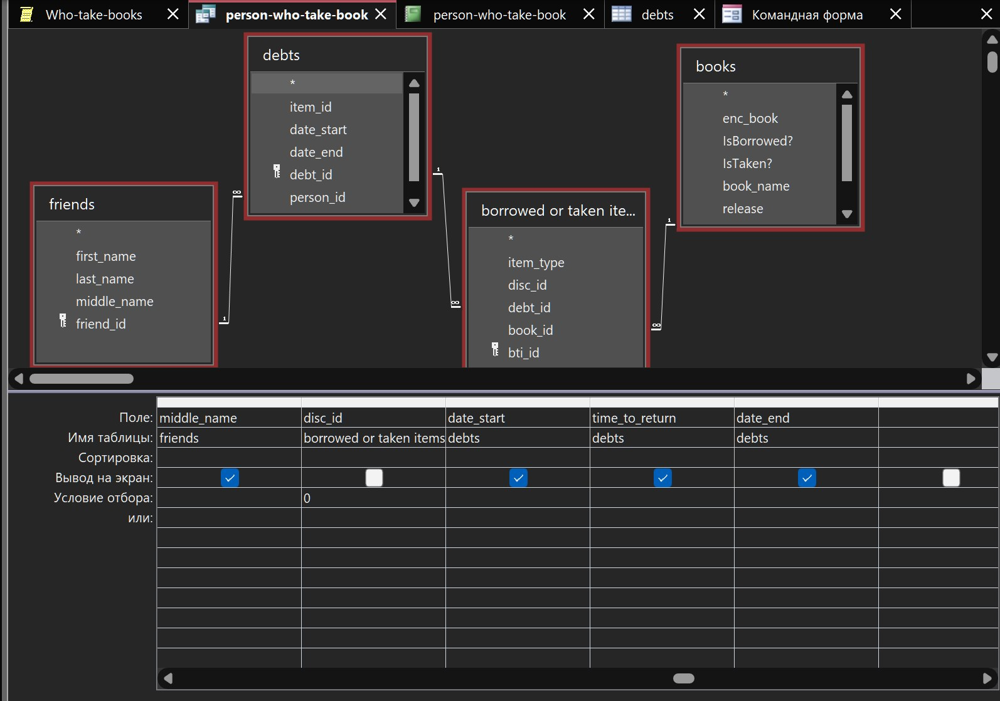 Who-take-books
person-who-take-book
person-who-take-book
debts
Командная форма
debts
*
item_id
date_start
date_end
debt_id
person_id
books
*
enc_book
IsBorrowed?
IsTaken?
book_name
release
friends
*
first_name
last_name
middle_name
friend_id
borrowed or taken ite...
*
item_type
disc_id
debt_id
book_id
bti_id
1
∞
1
∞
1
∞
Поле: middle_name disc_id date_start time_to_return date_end
Имя таблицы: friends borrowed or taken items debts debts debts
Сортировка:
Вывод на экран:
Условие отбора: 0
или: